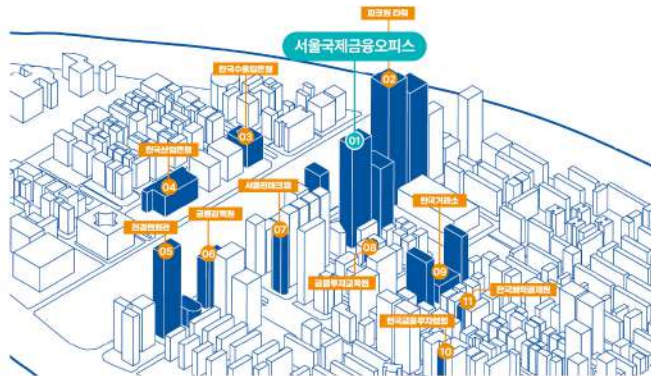 파크원 타워
서울국제금융오피스
02
한국수출입은행
03
01
한국산업은행
04
서울핀테크랩
한국거래소
금융감독원
전경련회관
07
08
05
06
금융투자교육원
09
11
한국예탁결제원
한국금융투자협회
10